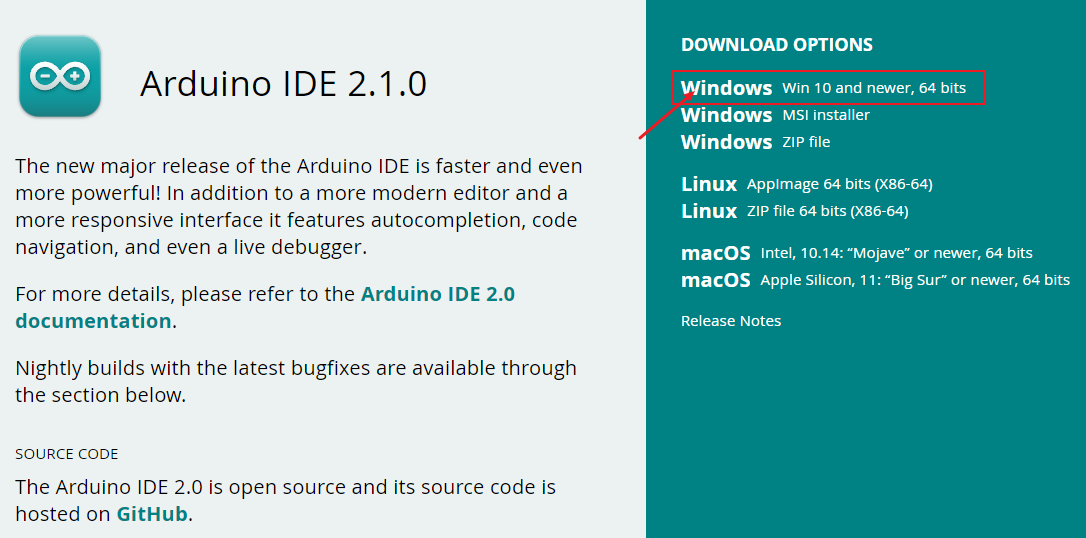 Arduino IDE 2.1.0
The new major release of the Arduino IDE is faster and even
more powerful! In addition to a more modern editor and a
more responsive interface it features autocompletion, code
navigation, and even a live debugger.
For more details, please refer to the Arduino IDE 2.0
documentation.
Nightly builds with the latest bugfixes are available through
the section below.
SOURCE CODE
The Arduino IDE 2.0 is open source and its source code is
hosted on GitHub.
DOWNLOAD OPTIONS
Windows Win 10 and newer, 64 bits
Windows MSI installer
Windows ZIP file
Linux AppImage 64 bits (X86-64)
Linux ZIP file 64 bits (X86-64)
macOS Intel, 10.14: “Mojave” or newer, 64 bits
macOS Apple Silicon, 11: “Big Sur” or newer, 64 bits
Release Notes